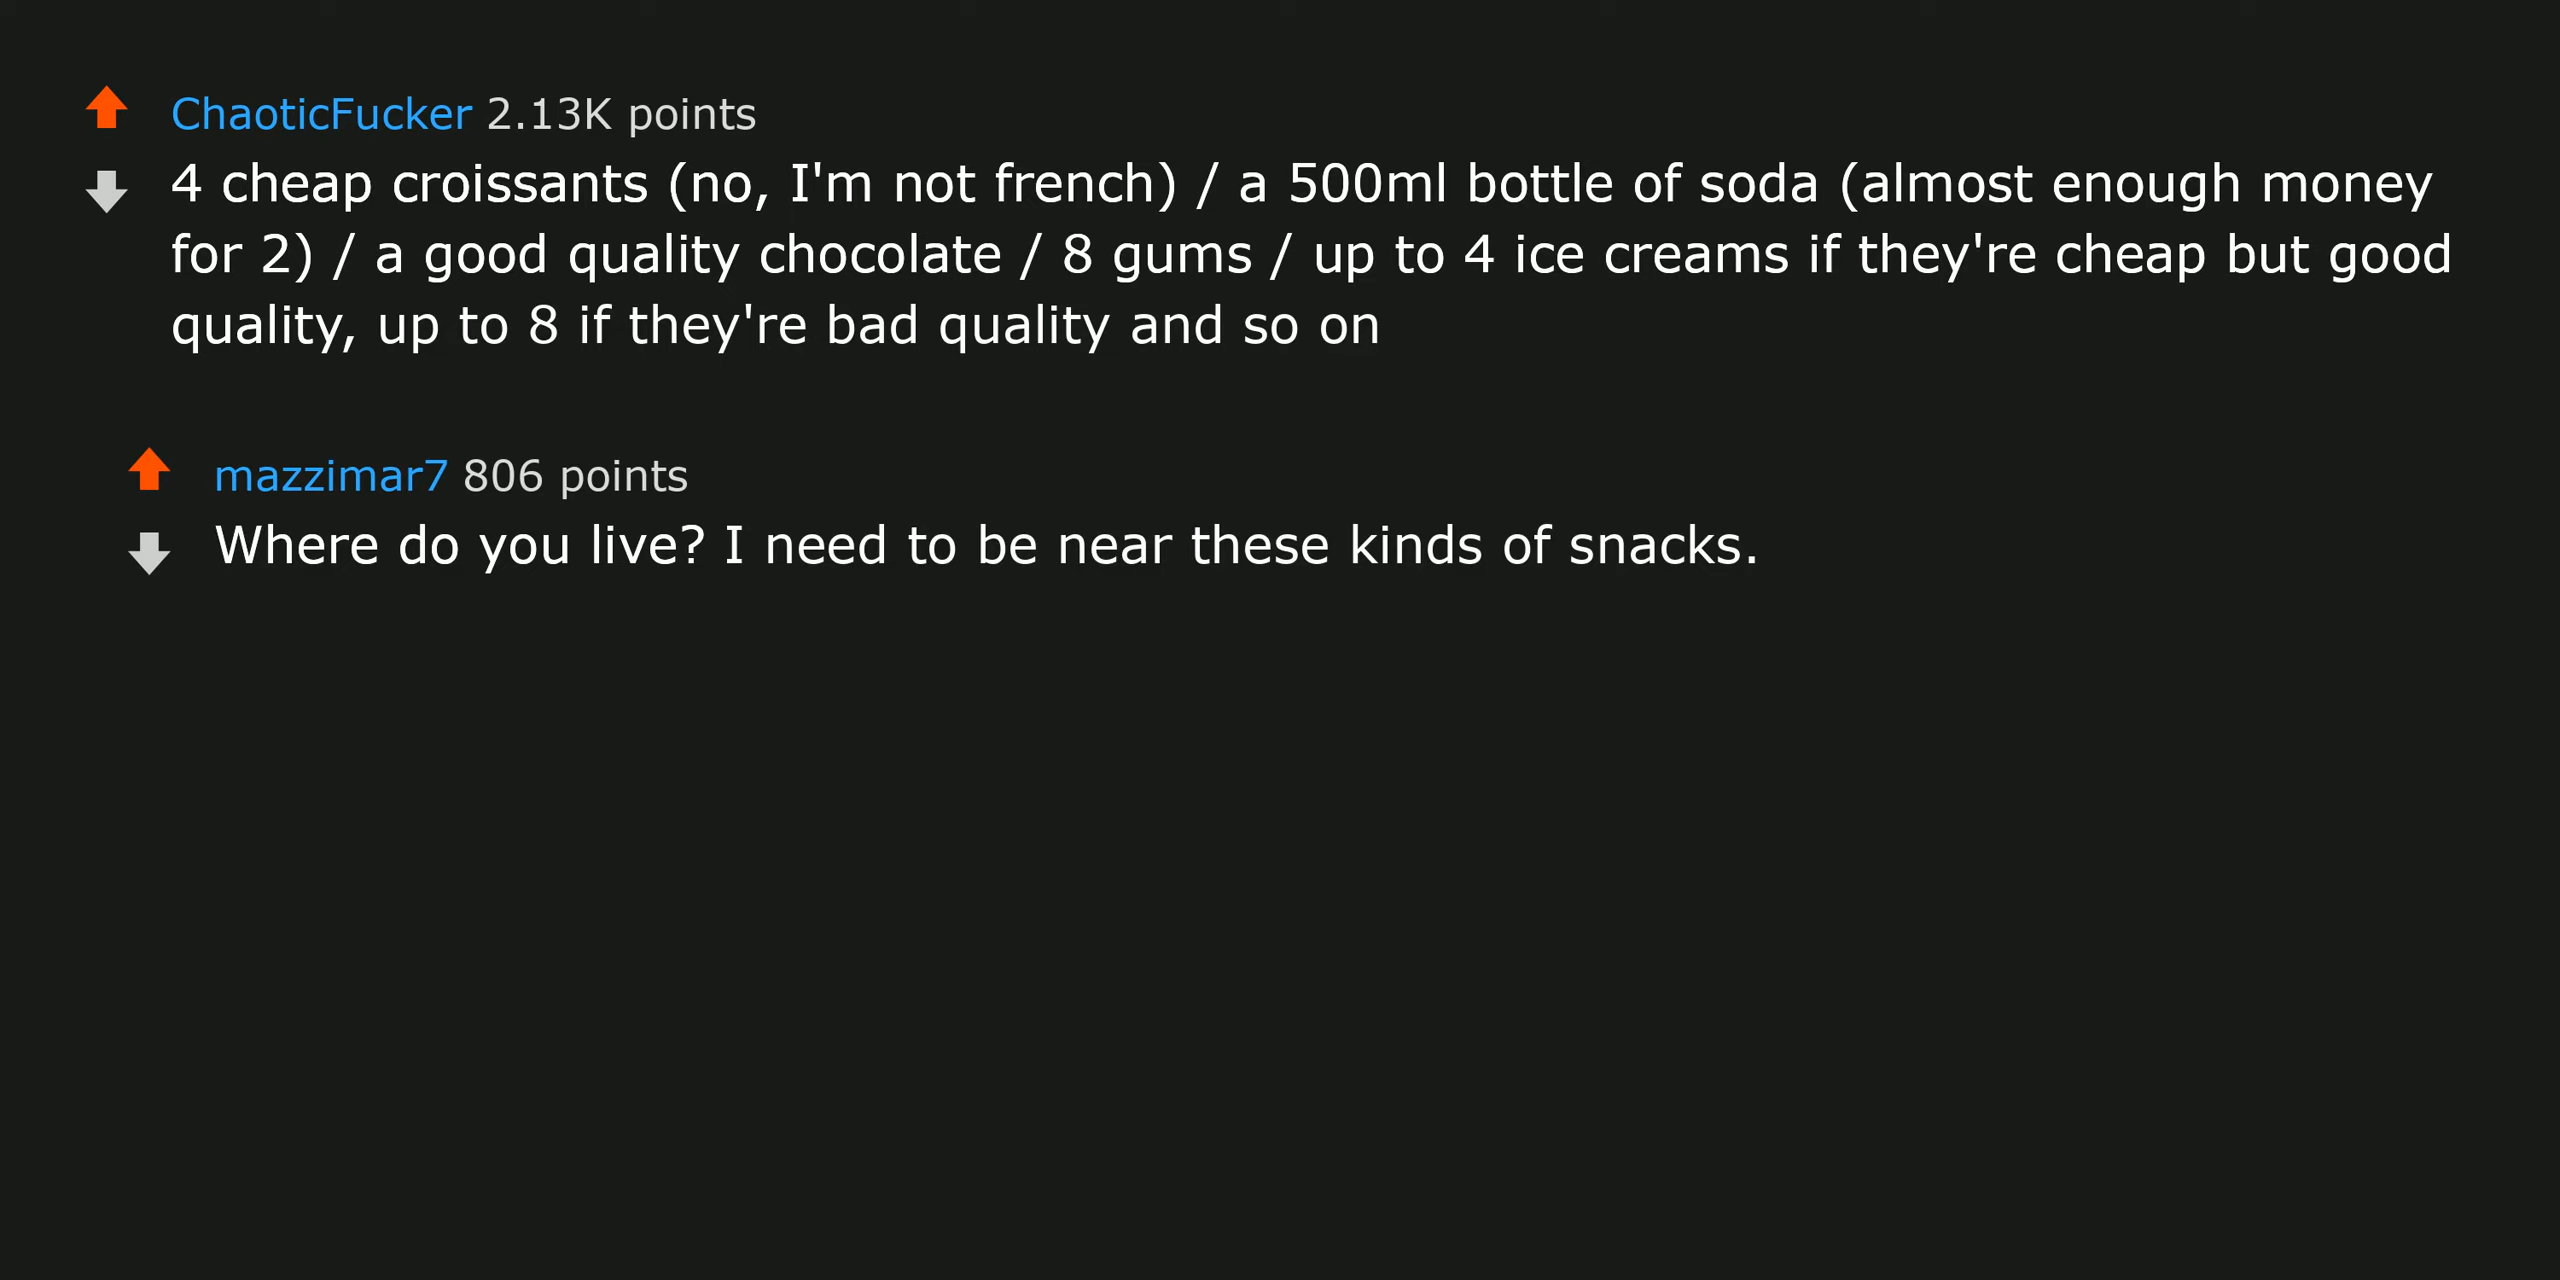 ChaoticFucker 2.13K points
4 cheap croissants (no, I'm not french) / a 500ml bottle of soda (almost enough money
for 2) / a good quality chocolate / 8 gums / up to 4 ice creams if they're cheap but good
quality, up to 8 if they're bad quality and so on
mazzimar7 806 points
Where do you live? I need to be near these kinds of snacks.